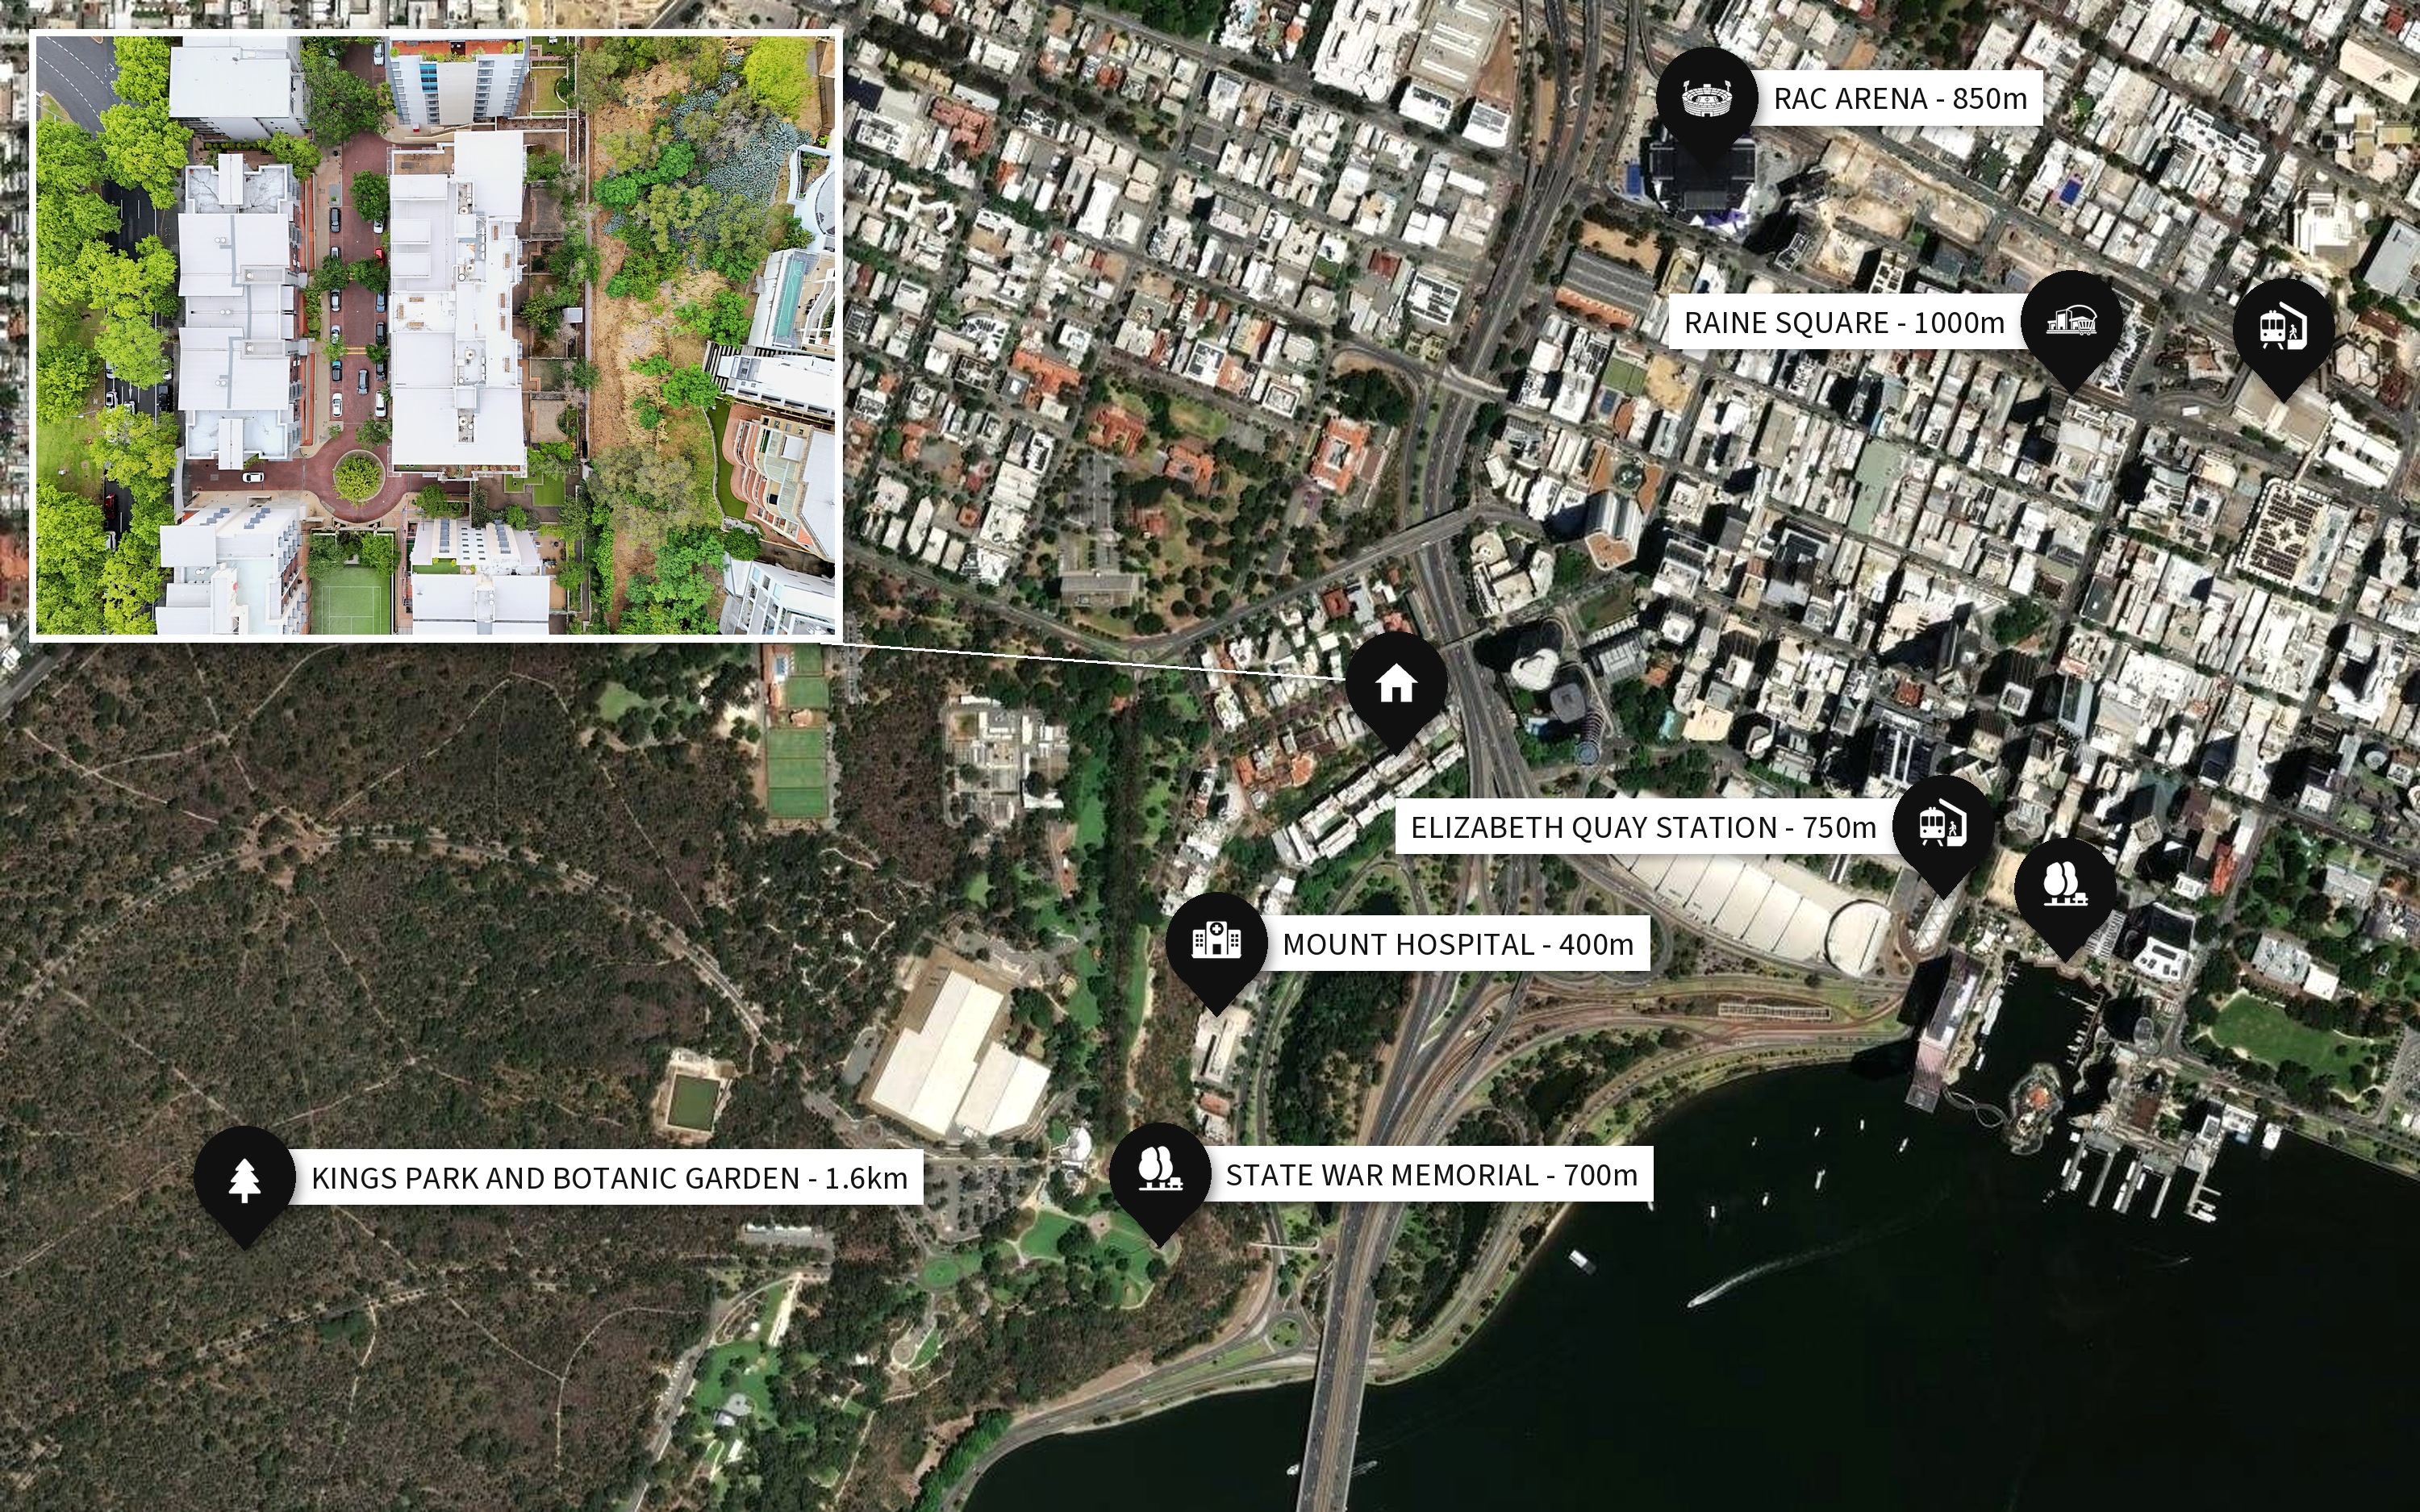 RAC ARENA - 850m
RAINE SQUARE - 1000m
ELIZABETH QUAY STATION - 750m
MOUNT HOSPITAL - 400m
KINGS PARK AND BOTANIC GARDEN - 1.6km
STATE WAR MEMORIAL - 700m